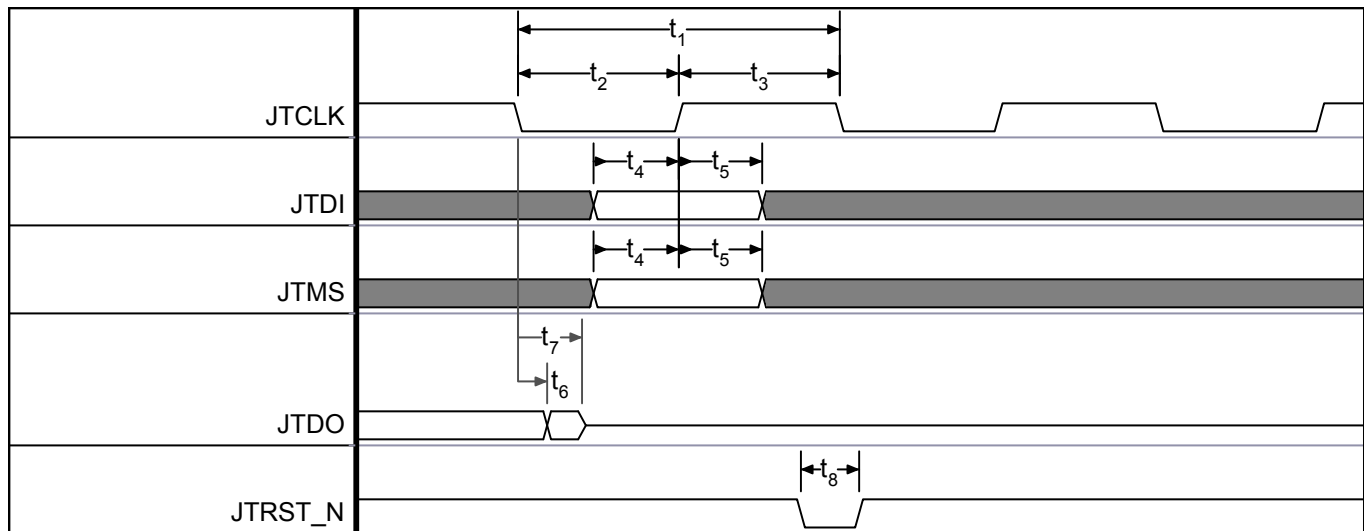 t1
t2 t3
JTCLK
t4 t5
JTDI
t4 t5
JTMS
t7
t6
JTDO
t8
JTRST_N